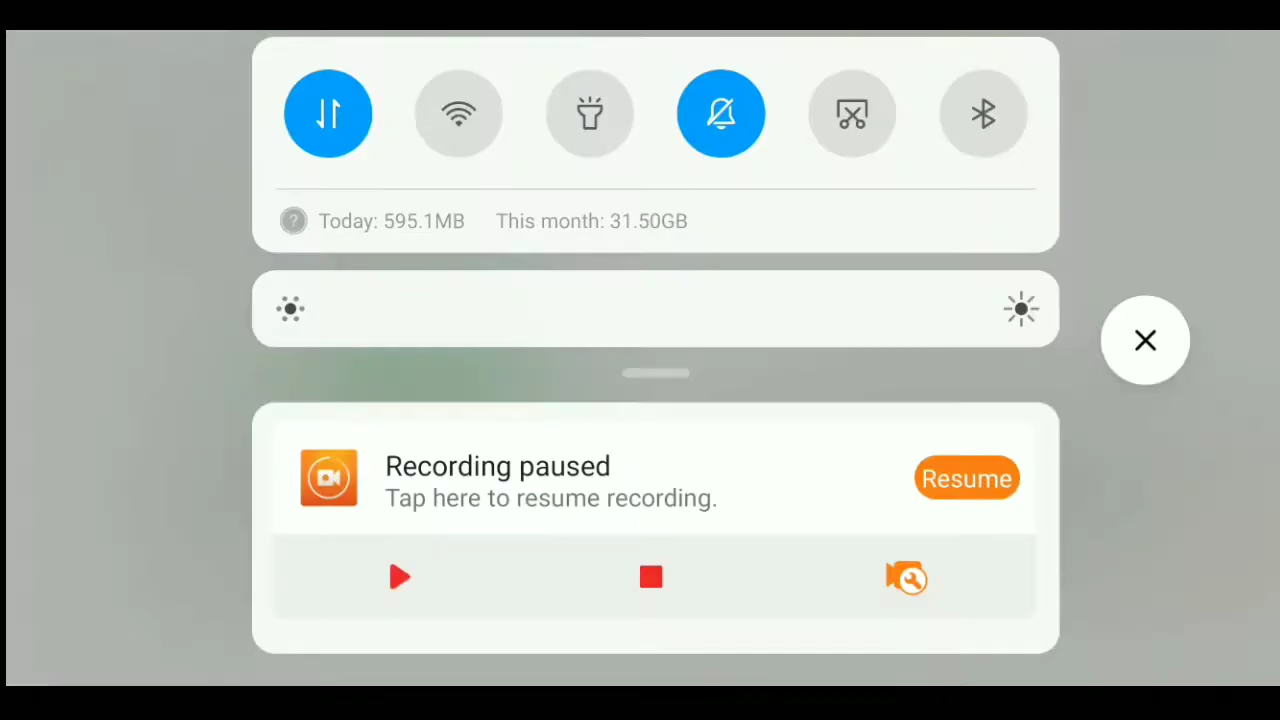 Today: 595.1MB This month: 31.50GB
Recording paused
Tap here to resume recording.
Resume